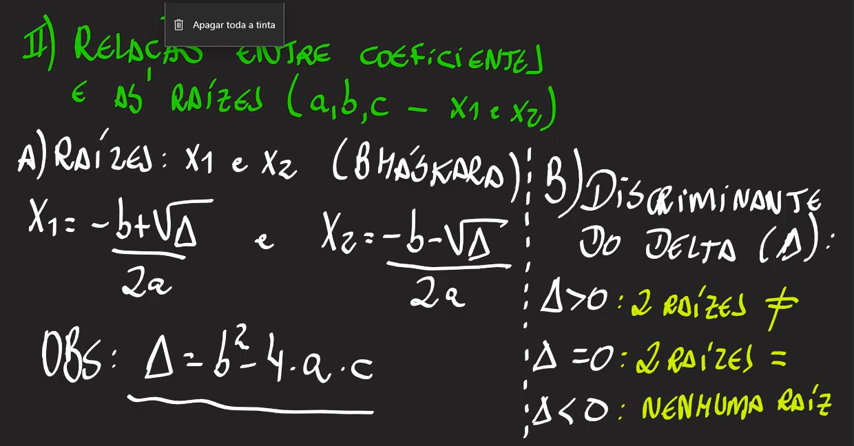 Apagar toda a tinta
II) RELAÇÃO ENTRE COEFICIENTES
E AS RAÍZES (a,b,c - X1 e X2)
A) RAÍZES: X1 e X2 (BHÁSKARA)
X1 = -b+√Δ / 2a e X2 = -b-√Δ / 2a
OBS: Δ = b² - 4.a.c
B) DISCRIMINANTE
DO DELTA (Δ):
Δ>0: 2 RAÍZES ≠
Δ=0: 2 RAÍZES =
Δ<0: NENHUMA RAÍZ